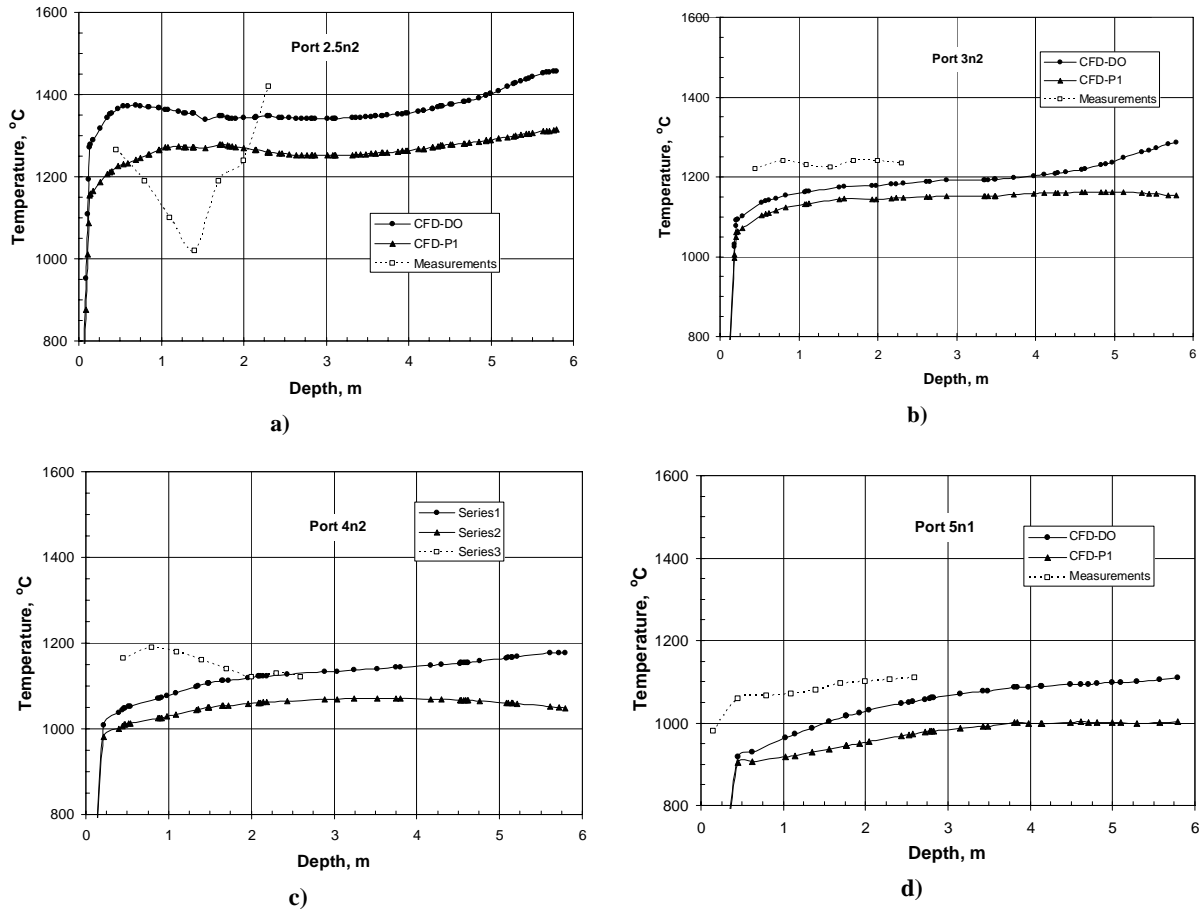 1600
1400
1200
1000
800
0 1 2 3 4 5 6
Temperature, °C
Depth, m
Port 2.5n2
CFD-DO
CFD-P1
Measurements
a)
1600
1400
1200
1000
800
0 1 2 3 4 5 6
Temperature, °C
Depth, m
Port 3n2
CFD-DO
CFD-P1
Measurements
b)
1600
1400
1200
1000
800
0 1 2 3 4 5 6
Temperature, °C
Depth, m
Port 4n2
Series1
Series2
Series3
c)
1600
1400
1200
1000
800
0 1 2 3 4 5 6
Temperature, °C
Depth, m
Port 5n1
CFD-DO
CFD-P1
Measurements
d)